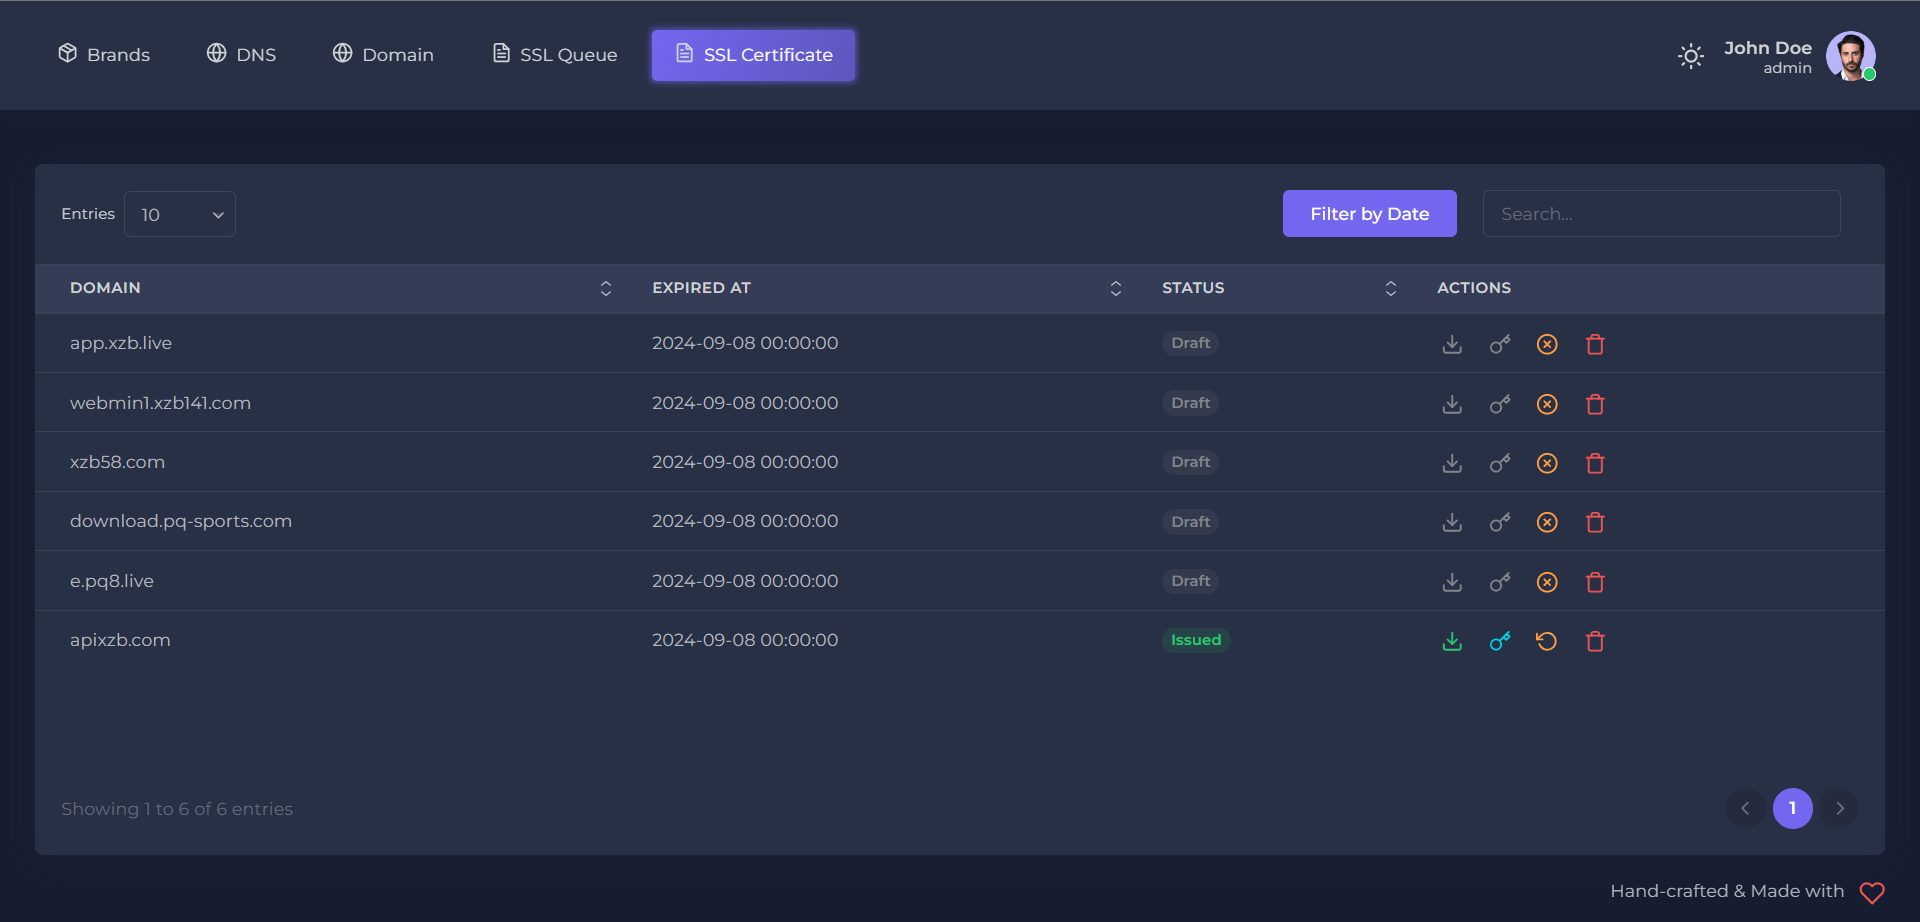 Brands DNS Domain SSL Queue SSL Certificate John Doe
admin
Entries 10 Filter by Date Search...
DOMAIN EXPIRED AT STATUS ACTIONS
app.xzb.live 2024-09-08 00:00:00 Draft
webmin1.xzb141.com 2024-09-08 00:00:00 Draft
xzb58.com 2024-09-08 00:00:00 Draft
download.pq-sports.com 2024-09-08 00:00:00 Draft
e.pq8.live 2024-09-08 00:00:00 Draft
apixzb.com 2024-09-08 00:00:00 Issued
Showing 1 to 6 of 6 entries 1
Hand-crafted & Made with